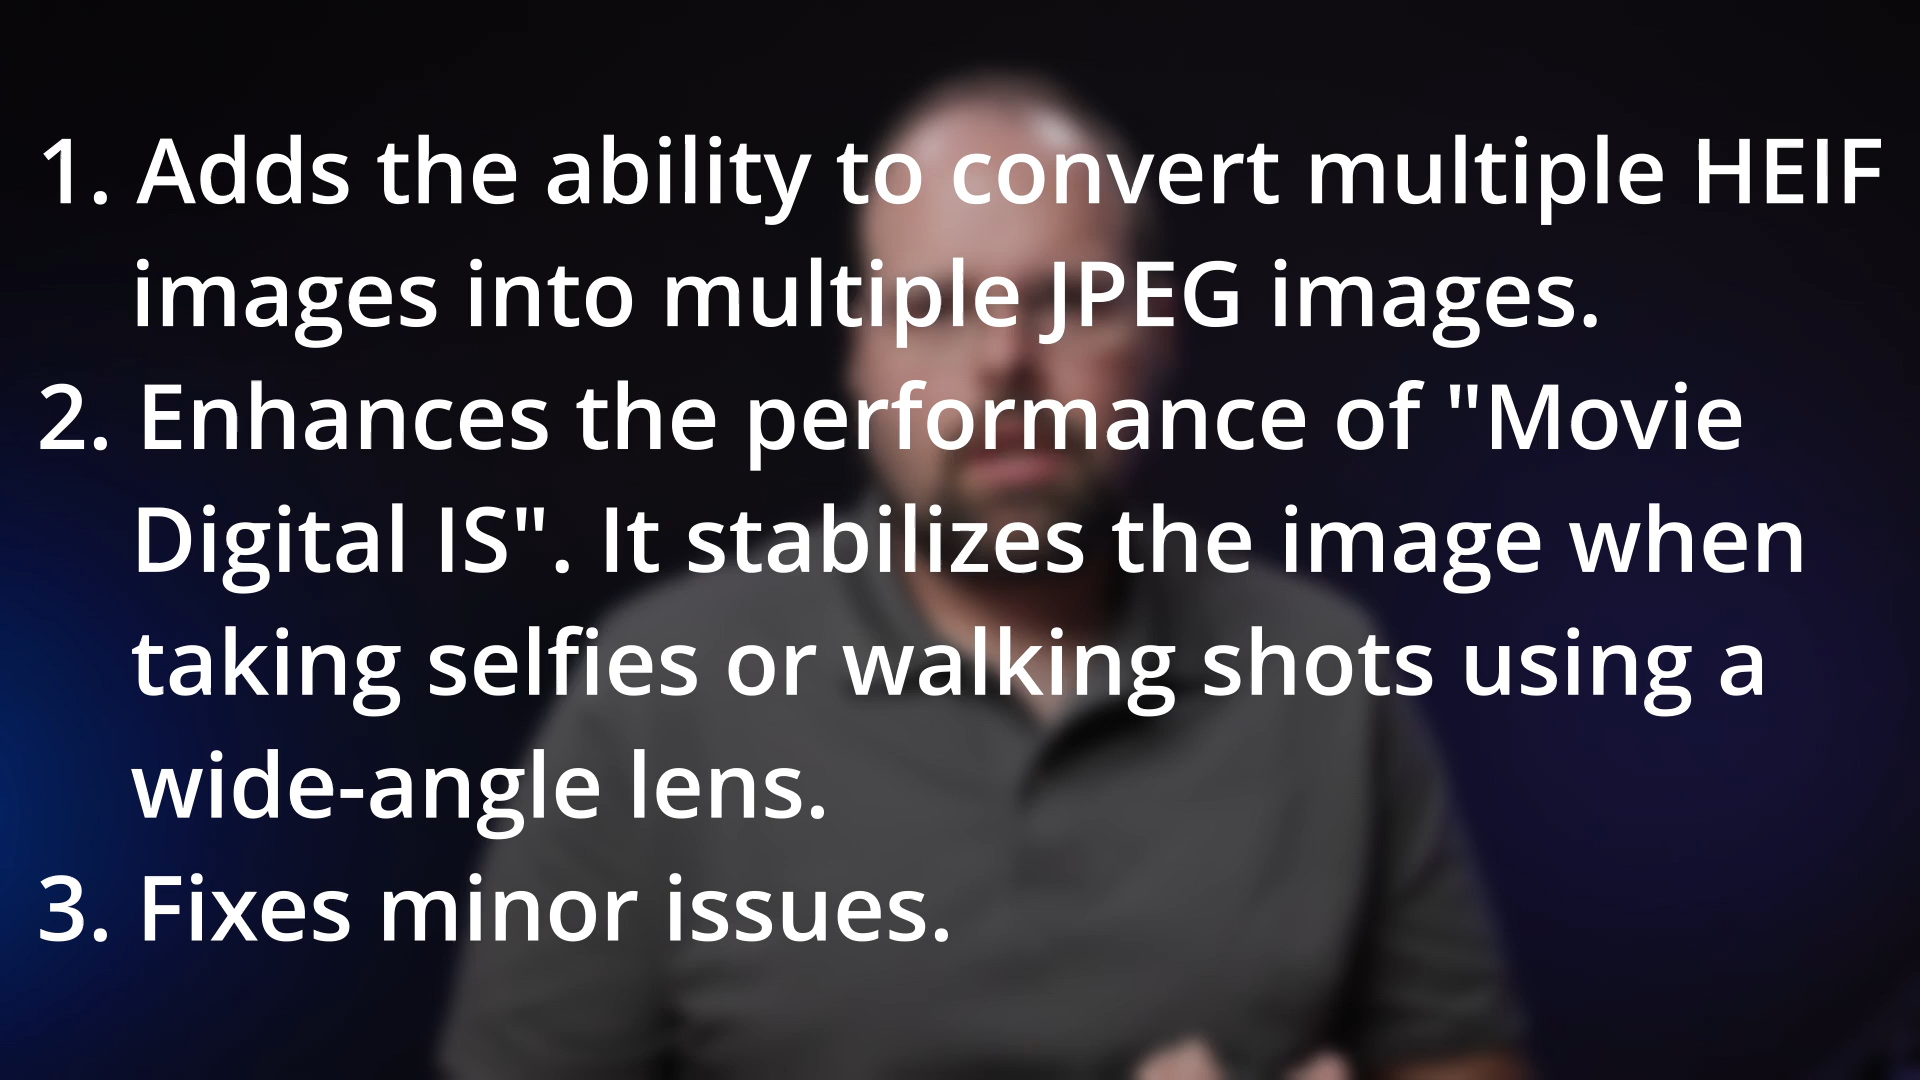 1. Adds the ability to convert multiple HEIF
images into multiple JPEG images.
2. Enhances the performance of "Movie
Digital IS". It stabilizes the image when
taking selfies or walking shots using a
wide-angle lens.
3. Fixes minor issues.